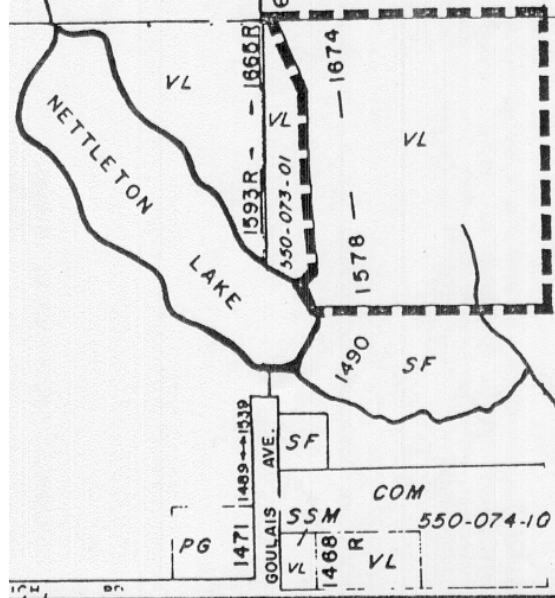 VL
1593R - 1665R
VL
550-073-01
1578 — — 1674
VL
NETTLETON
LAKE
1490
SF
1489↔1539
GOULAIS AVE.
SF
COM
550-074-10
SSM
PG
1471
VL
1468
R
VL